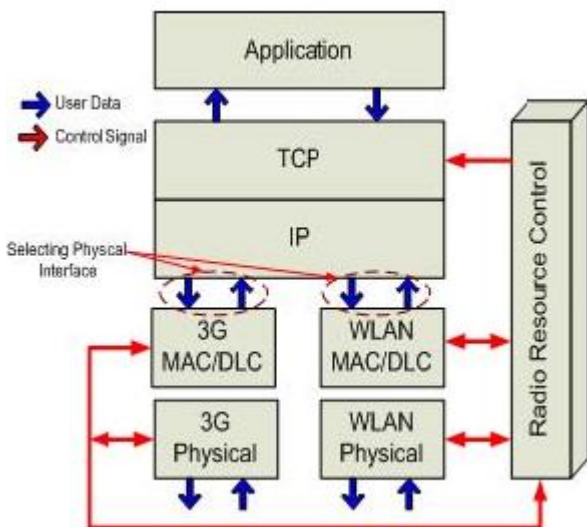 Application
User Data
Control Signal
TCP
IP
Selecting Physcal
Interface
3G
MAC/DLC
WLAN
MAC/DLC
3G
Physical
WLAN
Physical
Radio Resource Control